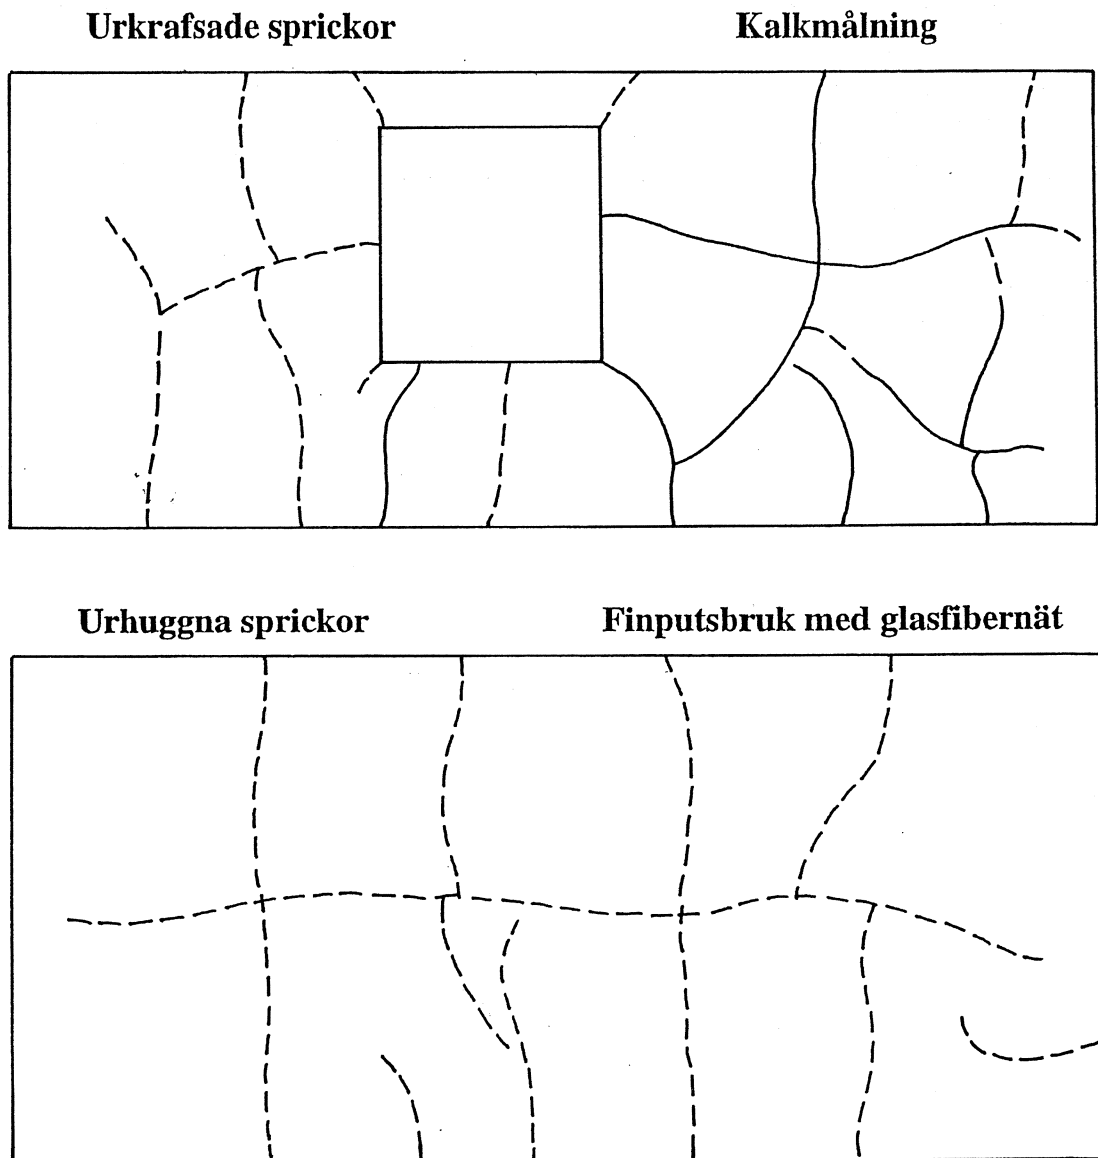 Urkrafsade sprickor
Kalkmålning
Urhuggna sprickor
Finputsbruk med glasfibernät